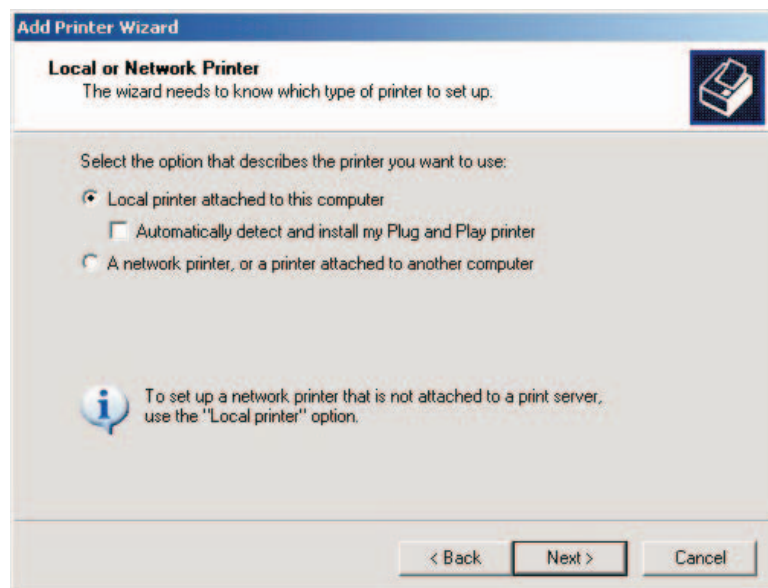 Add Printer Wizard
Local or Network Printer
The wizard needs to know which type of printer to set up.
Select the option that describes the printer you want to use:
Local printer attached to this computer
Automatically detect and install my Plug and Play printer
A network printer, or a printer attached to another computer
To set up a network printer that is not attached to a print server,
use the "Local printer" option.
< Back
Next >
Cancel